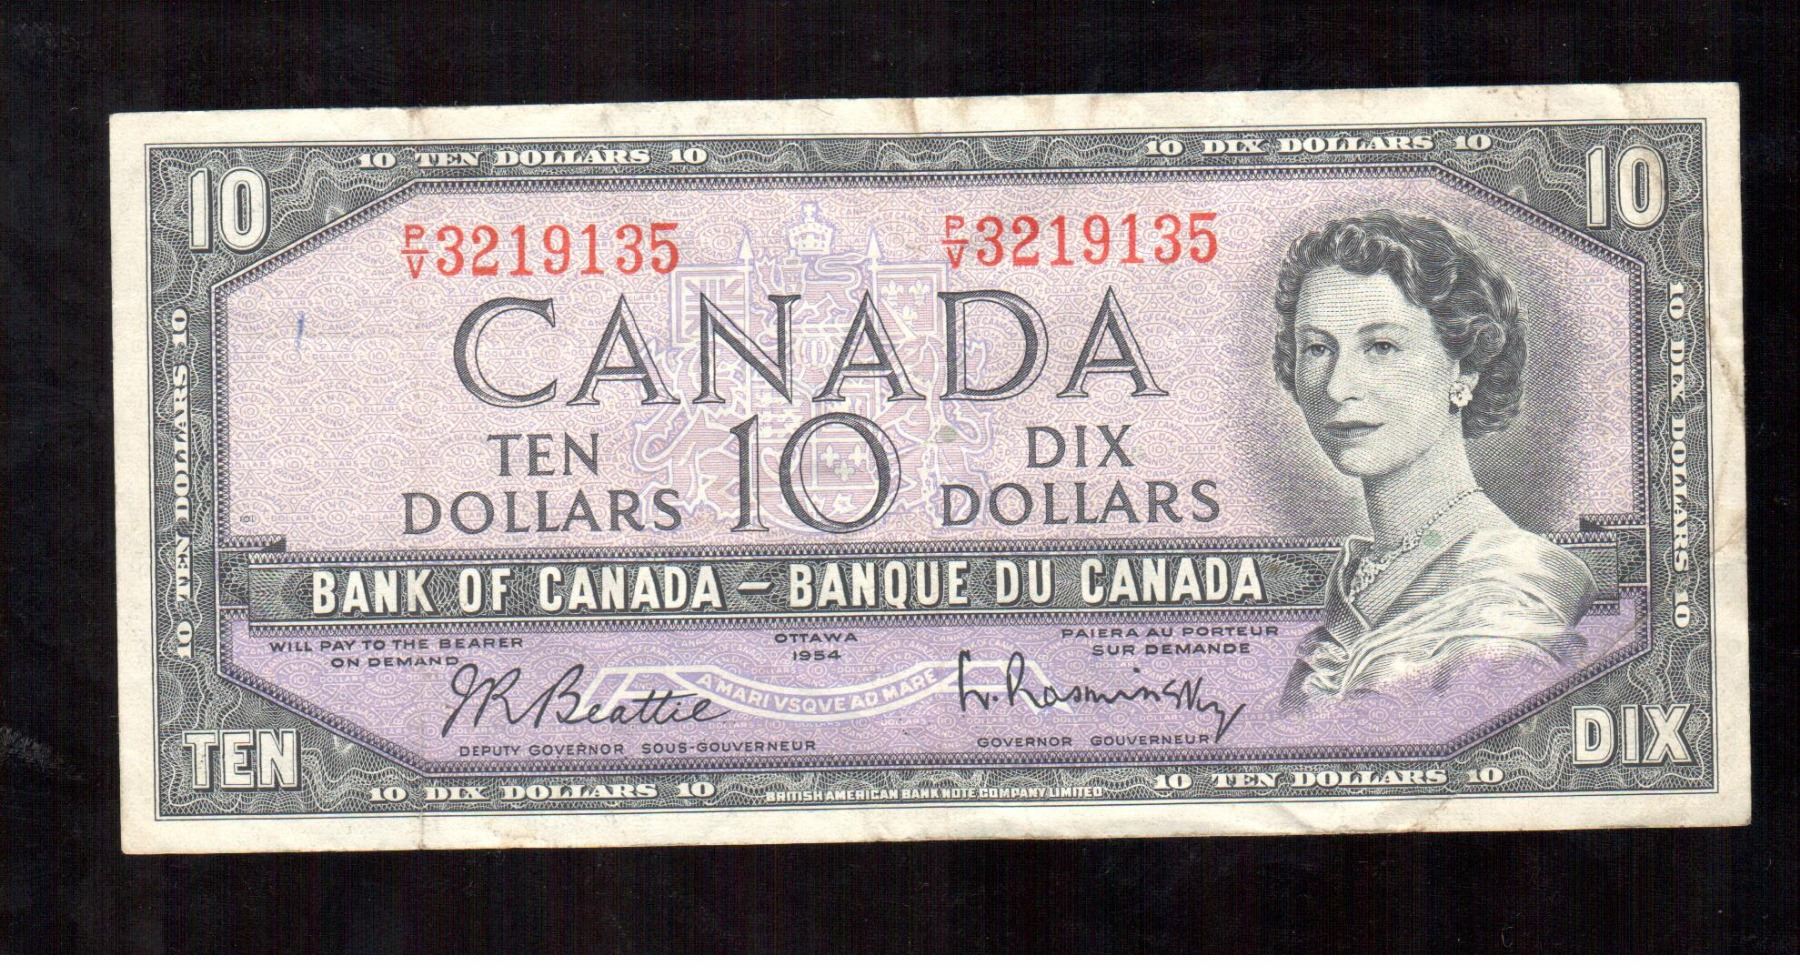 10 TEN DOLLARS 10
10 DIX DOLLARS 10
10
10
P/V 3219135
P/V 3219135
CANADA
10 TEN DOLLARS 10
10 DIX DOLLARS 10
TEN
DOLLARS
10
DIX
DOLLARS
BANK OF CANADA – BANQUE DU CANADA
WILL PAY TO THE BEARER
ON DEMAND
OTTAWA
1954
PAIERA AU PORTEUR
SUR DEMANDE
A MARI VSQVE AD MARE
J.R. Beattie
L. Rasminsky
DEPUTY GOVERNOR SOUS-GOUVERNEUR
GOVERNOR GOUVERNEUR
TEN
DIX
10 DIX DOLLARS 10
BRITISH AMERICAN BANK NOTE COMPANY LIMITED
10 TEN DOLLARS 10